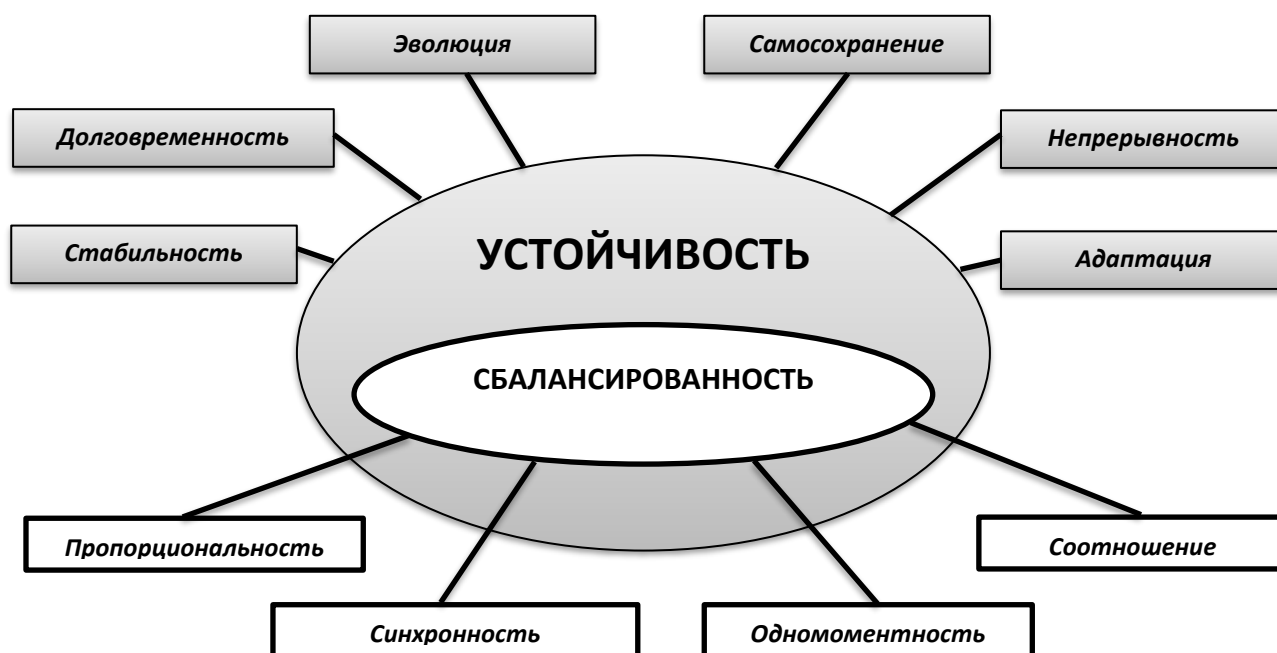 Эволюция
Самосохранение
Долговременность
Непрерывность
Стабильность
Адаптация
УСТОЙЧИВОСТЬ
СБАЛАНСИРОВАННОСТЬ
Пропорциональность
Соотношение
Синхронность
Одномоментность